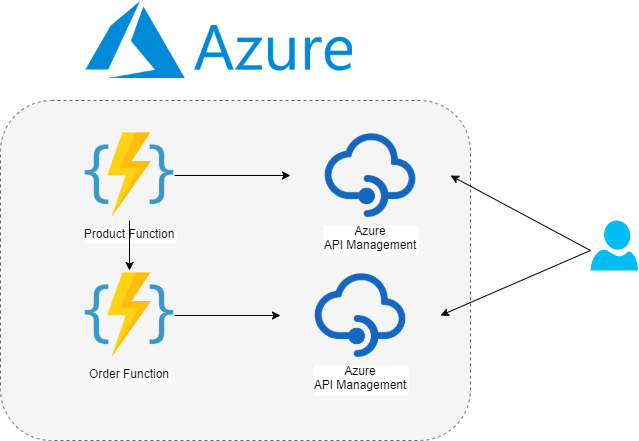 Azure
Product Function
Azure
API Management
Order Function
Azure
API Management